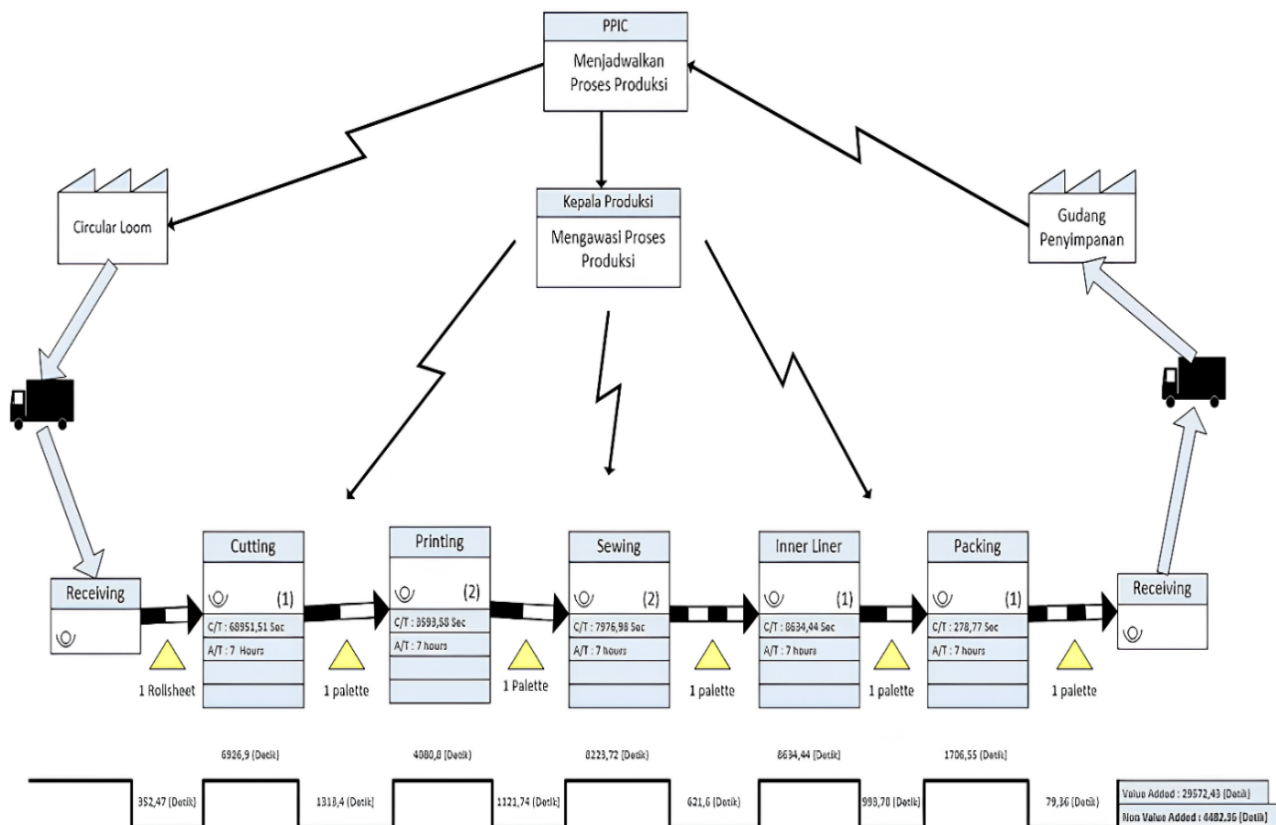 PPIC
Menjadwalkan
Proses Produksi
Kepala Produksi
Mengawasi Proses
Produksi
Circular Loom
Gudang
Penyimpanan
Receiving
Cutting
(1)
C/T : 68951,51 Sec
A/T : 7 Hours
Printing
(2)
C/T : 3593,58 Sec
A/T : 7 hours
Sewing
(2)
C/T : 7976,98 Sec
A/T : 7 hours
Inner Liner
(1)
C/T : 8634,44 Sec
A/T : 7 hours
Packing
(1)
C/T : 278,77 Sec
A/T : 7 hours
Receiving
1 Rollsheet
1 palette
1 Palette
1 palette
1 palette
1 palette
6926,9 (Detik)
4080,8 (Detik)
8223,72 (Detik)
8634,44 (Detik)
1706,55 (Detik)
352,47 (Detik)
1313,4 (Detik)
1121,74 (Detik)
621,6 (Detik)
993,78 (Detik)
79,36 (Detik)
Value Added : 29572,43 (Detik)
Non Value Added : 4482,35 (Detik)